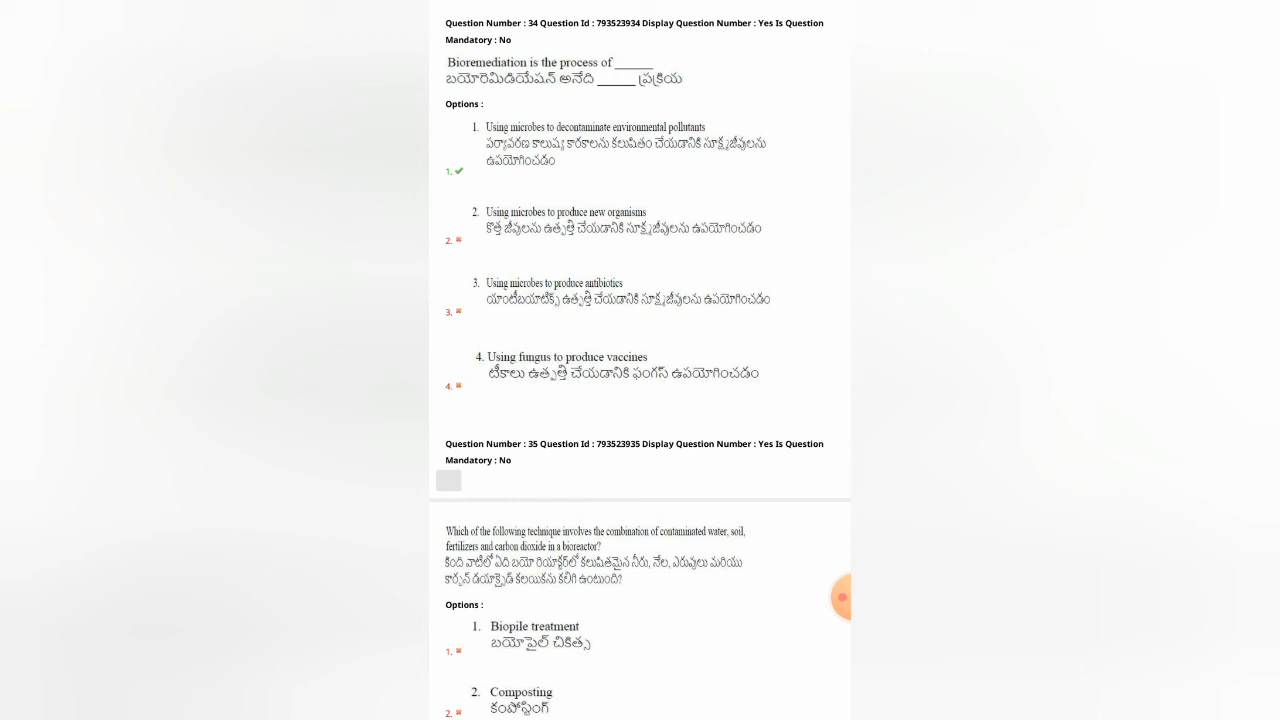 Question Number : 34 Question Id : 793523934 Display Question Number : Yes Is Question
Mandatory : No
Bioremediation is the process of ______
బయోరెమిడియేషన్ అనేది ______ ప్రక్రియ
Options :
1. Using microbes to decontaminate environmental pollutants
పర్యావరణ కాలుష్య కారకాలను కలుషితం చేయడానికి సూక్ష్మజీవులను
ఉపయోగించడం
1. ✔
2. Using microbes to produce new organisms
కొత్త జీవులను ఉత్పత్తి చేయడానికి సూక్ష్మజీవులను ఉపయోగించడం
2. ✖
3. Using microbes to produce antibiotics
యాంటీబయాటిక్స్ ఉత్పత్తి చేయడానికి సూక్ష్మజీవులను ఉపయోగించడం
3. ✖
4. Using fungus to produce vaccines
టీకాలు ఉత్పత్తి చేయడానికి ఫంగస్ ఉపయోగించడం
4. ✖
Question Number : 35 Question Id : 793523935 Display Question Number : Yes Is Question
Mandatory : No
Which of the following technique involves the combination of contaminated water, soil,
fertilizers and carbon dioxide in a bioreactor?
కింది వాటిలో ఏది బయో రియాక్టర్‌లో కలుషితమైన నీరు, నేల, ఎరువులు మరియు
కార్బన్ డయాక్సైడ్ కలయికను కలిగి ఉంటుంది?
Options :
1. Biopile treatment
బయోపైల్ చికిత్స
1. ✖
2. Composting
కంపోస్టింగ్
2. ✖